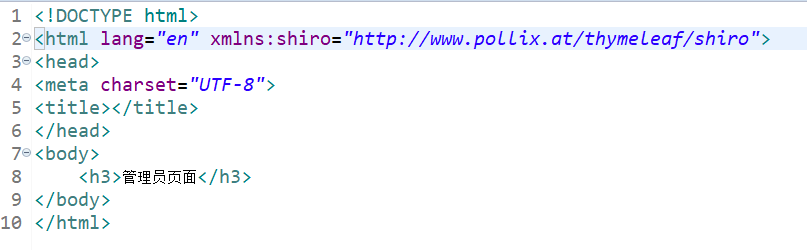 1 <!DOCTYPE html>
2 <html lang="en" xmlns:shiro="http://www.pollix.at/thymeleaf/shiro">
3 <head>
4 <meta charset="UTF-8">
5 <title></title>
6 </head>
7 <body>
8 <h3>管理员页面</h3>
9 </body>
10 </html>